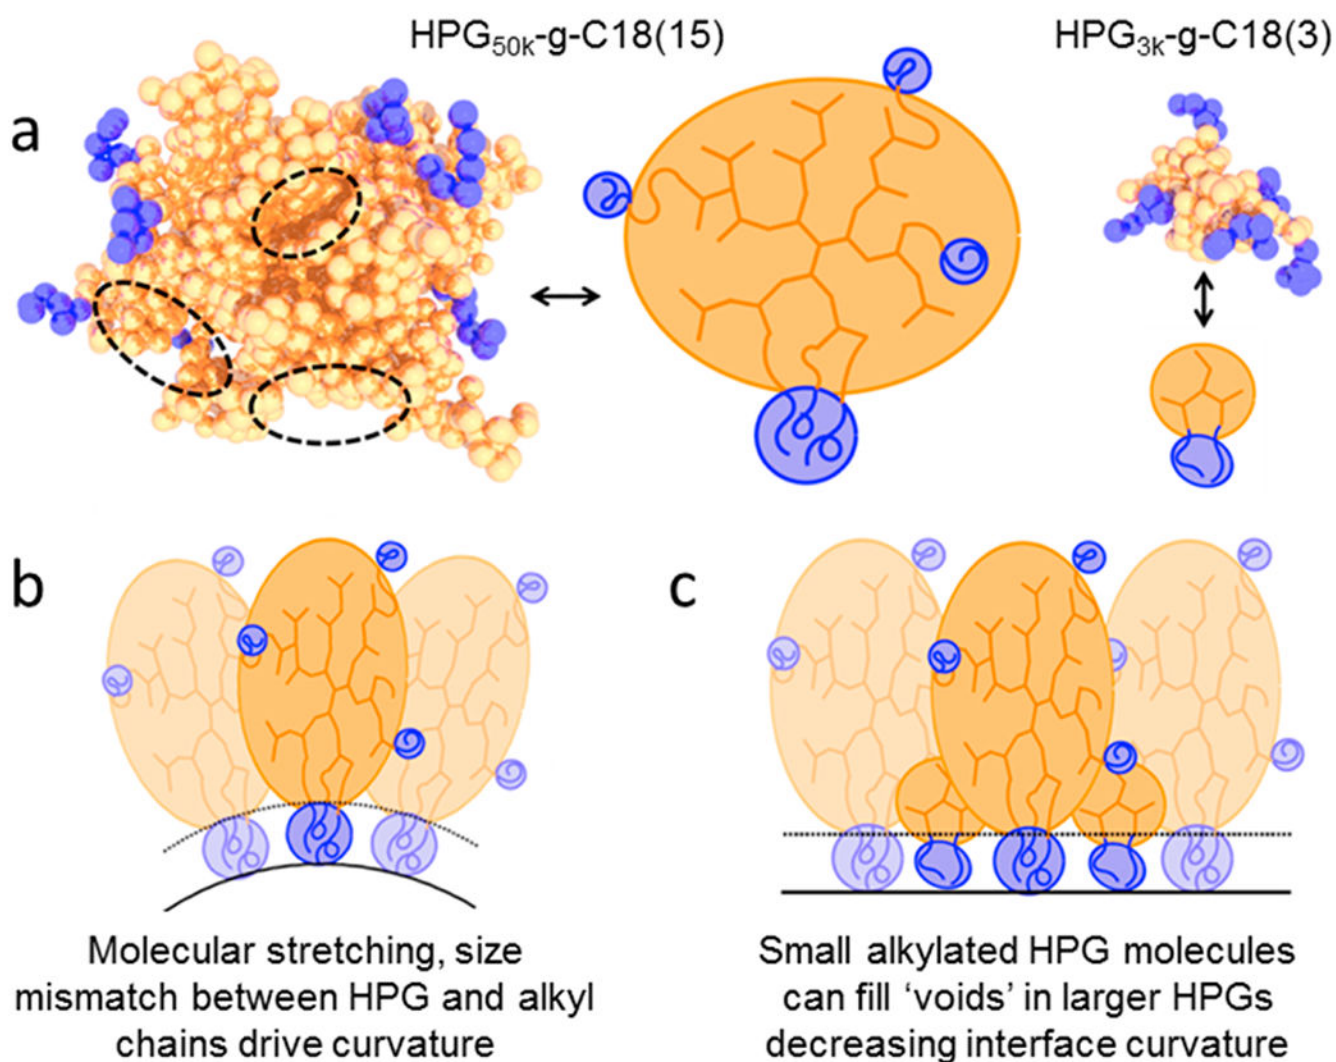 HPG50k-g-C18(15)
HPG3k-g-C18(3)
a
b
c
Molecular stretching, size
mismatch between HPG and alkyl
chains drive curvature
Small alkylated HPG molecules
can fill ‘voids’ in larger HPGs
decreasing interface curvature